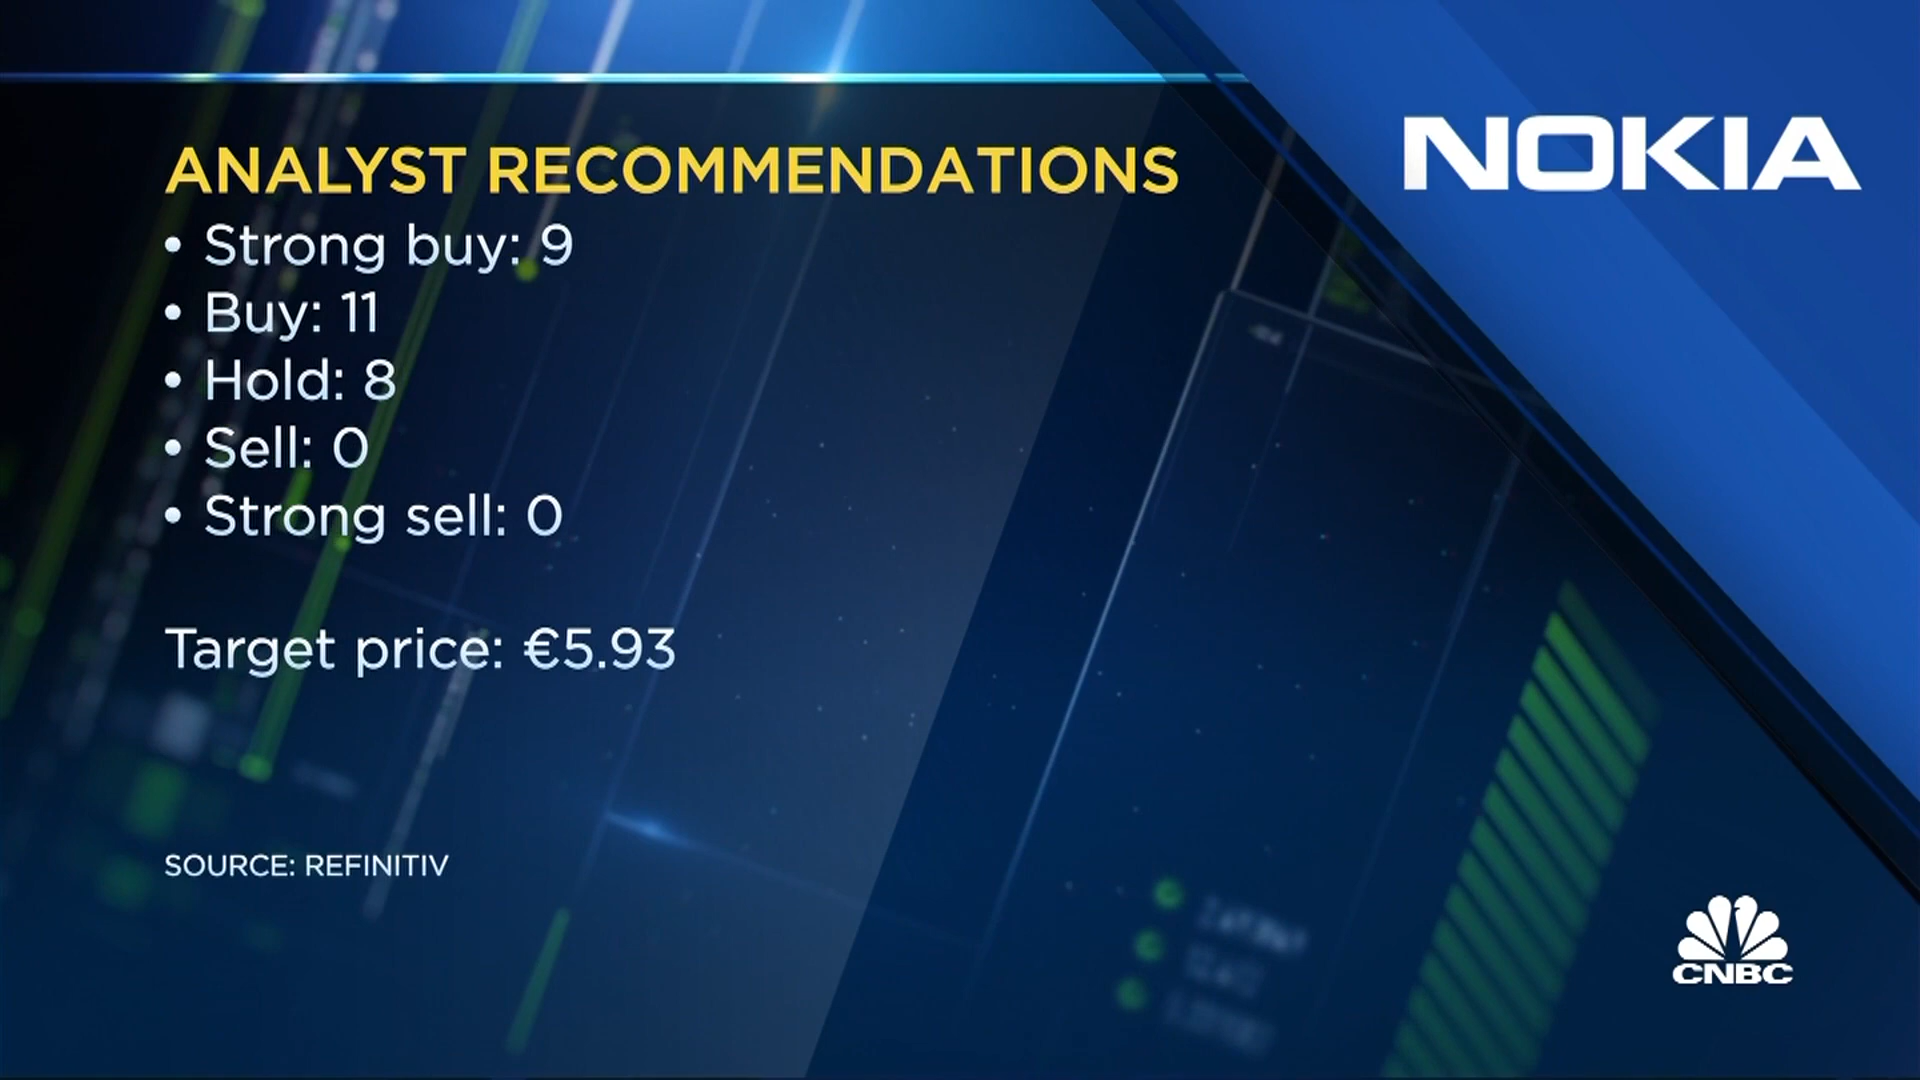 NOKIA
ANALYST RECOMMENDATIONS
• Strong buy: 9
• Buy: 11
• Hold: 8
• Sell: 0
• Strong sell: 0
Target price: €5.93
SOURCE: REFINITIV
CNBC